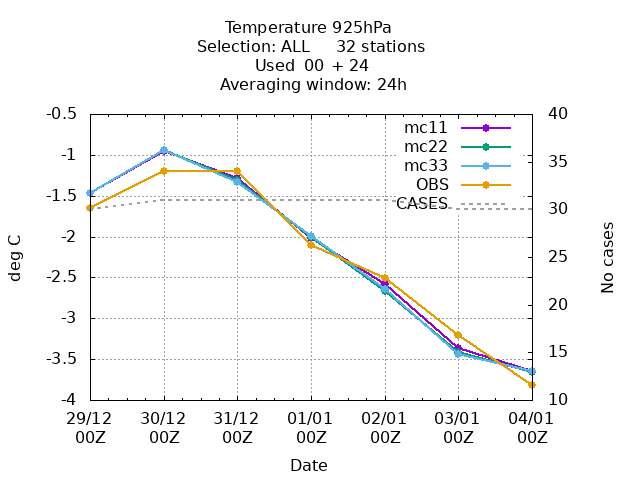 Temperature 925hPa
Selection: ALL     32 stations
Used  00 + 24
Averaging window: 24h
-0.5
-1
-1.5
-2
-2.5
-3
-3.5
-4
deg C
40
35
30
25
20
15
10
No cases
mc11
mc22
mc33
OBS
CASES
29/12 30/12 31/12 01/01 02/01 03/01 04/01
00Z 00Z 00Z 00Z 00Z 00Z 00Z
Date